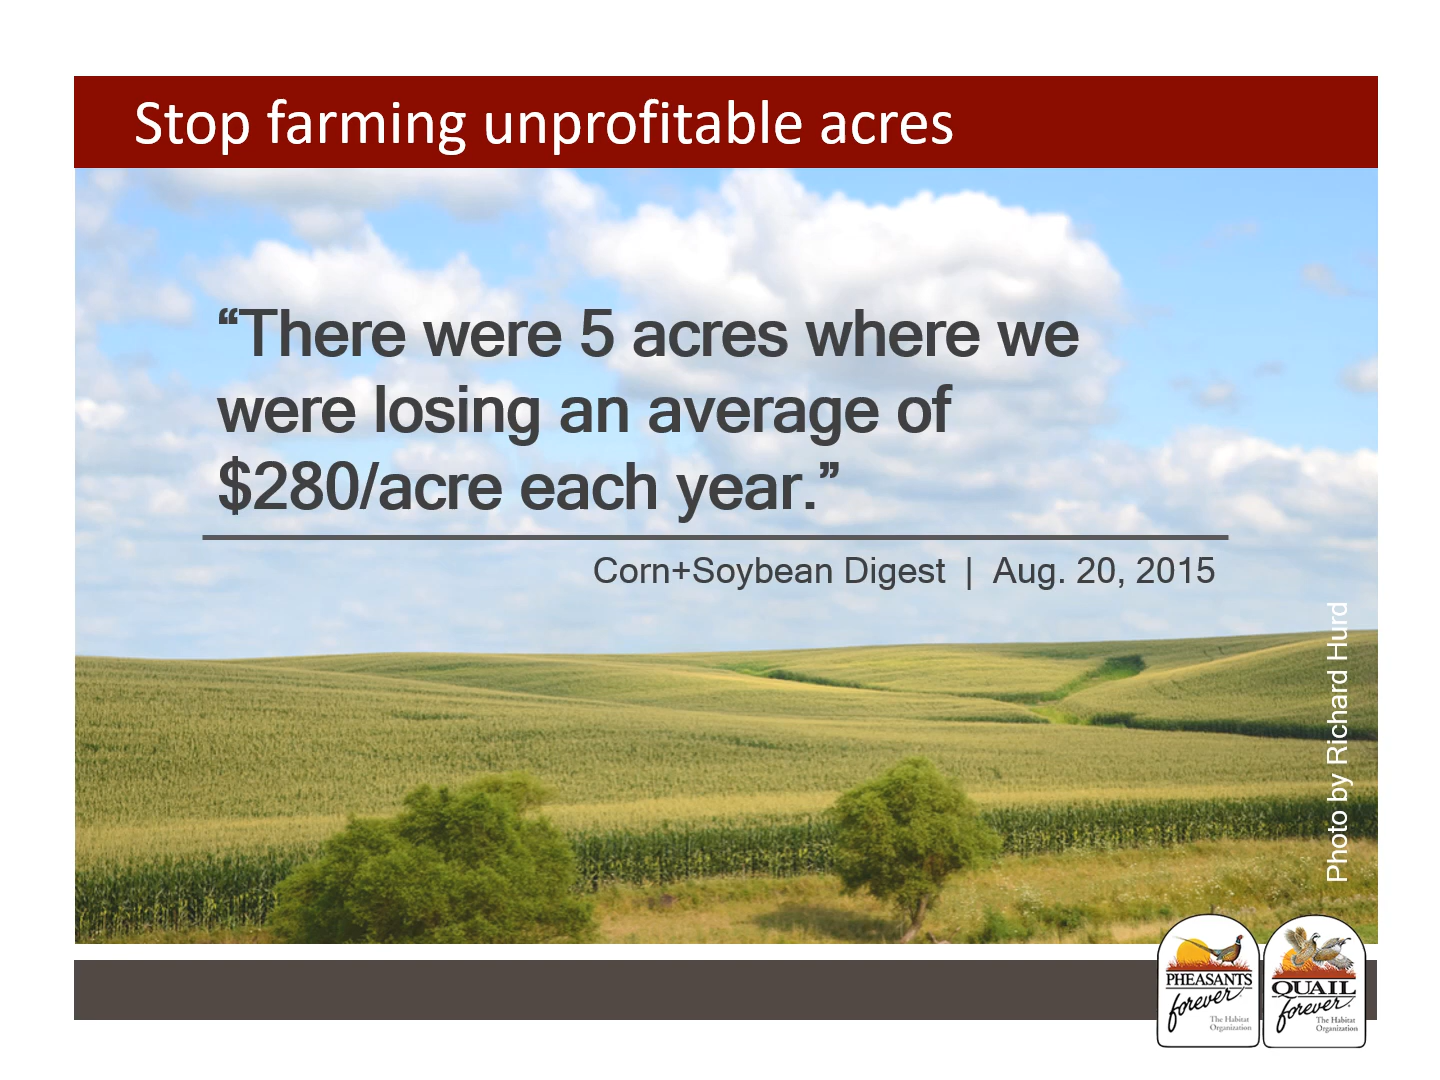 Stop farming unprofitable acres
“There were 5 acres where we
were losing an average of
$280/acre each year.”
Corn+Soybean Digest | Aug. 20, 2015
Photo by Richard Hurd
PHEASANTS
forever
The Habitat
Organization
QUAIL
forever
The Habitat
Organization